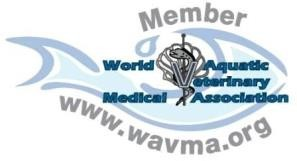 Member
World Aquatic
Veterinary
Medical Association
www.wavma.org